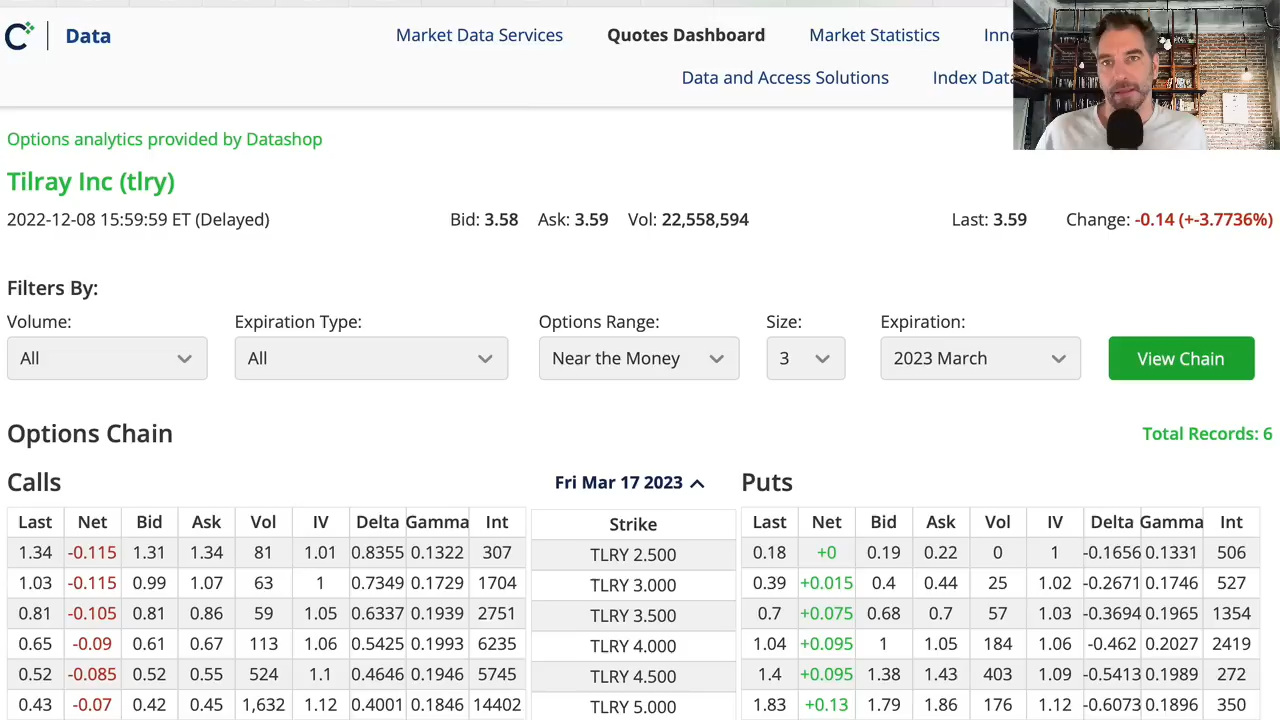 Data
Market Data Services Quotes Dashboard Market Statistics
Data and Access Solutions Index Data
Options analytics provided by Datashop
Tilray Inc (tlry)
2022-12-08 15:59:59 ET (Delayed) Bid: 3.58 Ask: 3.59 Vol: 22,558,594 Last: 3.59 Change: -0.14 (+-3.7736%)
Filters By:
Volume: Expiration Type: Options Range: Size: Expiration:
All All Near the Money 3 2023 March View Chain
Options Chain Total Records: 6
Calls Fri Mar 17 2023 Puts
Last Net Bid Ask Vol IV Delta Gamma Int Strike Last Net Bid Ask Vol IV Delta Gamma Int
1.34 -0.115 1.31 1.34 81 1.01 0.8355 0.1322 307 TLRY 2.500 0.18 +0 0.19 0.22 0 1 -0.1656 0.1331 506
1.03 -0.115 0.99 1.07 63 1 0.7349 0.1729 1704 TLRY 3.000 0.39 +0.015 0.4 0.44 25 1.02 -0.2671 0.1746 527
0.81 -0.105 0.81 0.86 59 1.05 0.6337 0.1939 2751 TLRY 3.500 0.7 +0.075 0.68 0.7 57 1.03 -0.3694 0.1965 1354
0.65 -0.09 0.61 0.67 113 1.06 0.5425 0.1993 6235 TLRY 4.000 1.04 +0.095 1 1.05 184 1.06 -0.462 0.2027 2419
0.52 -0.085 0.52 0.55 524 1.1 0.4646 0.1946 5745 TLRY 4.500 1.4 +0.095 1.38 1.43 403 1.09 -0.5413 0.1989 272
0.43 -0.07 0.42 0.45 1,632 1.12 0.4001 0.1846 14402 TLRY 5.000 1.83 +0.13 1.79 1.86 176 1.12 -0.6073 0.1896 350